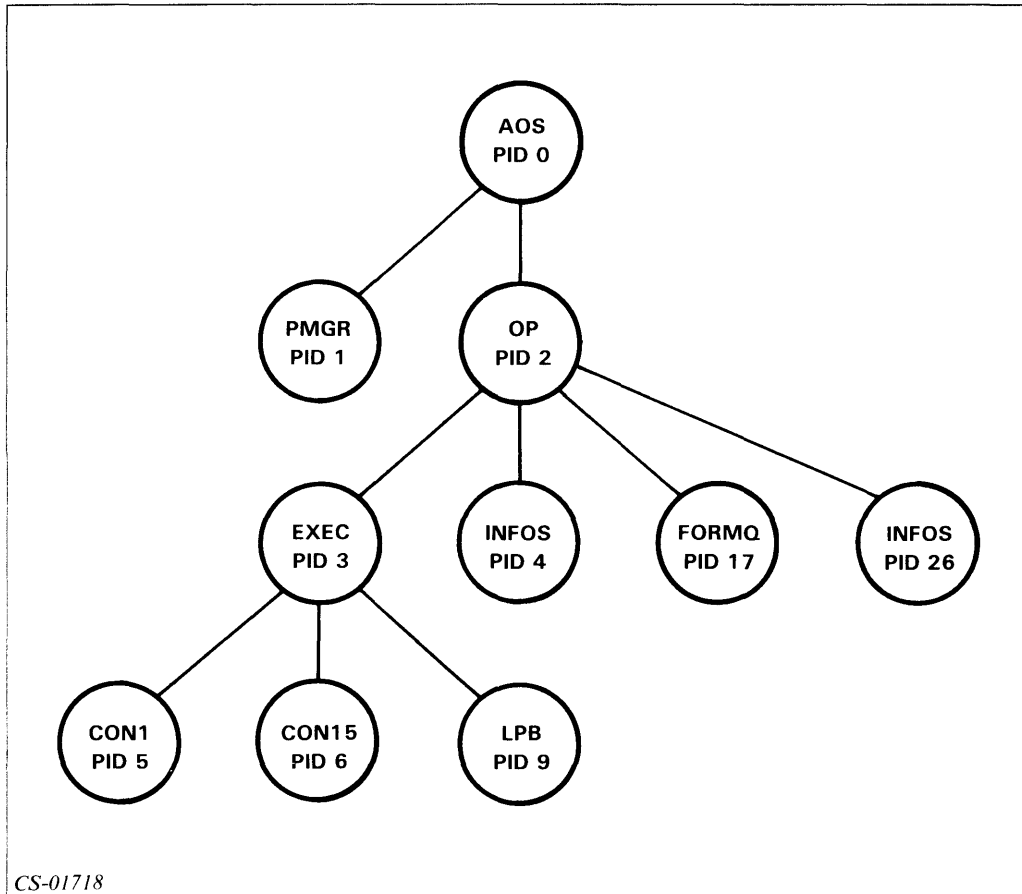 AOS
PID 0
PMGR
PID 1
OP
PID 2
EXEC
PID 3
INFOS
PID 4
FORMQ
PID 17
INFOS
PID 26
CON1
PID 5
CON15
PID 6
LPB
PID 9
CS-01718